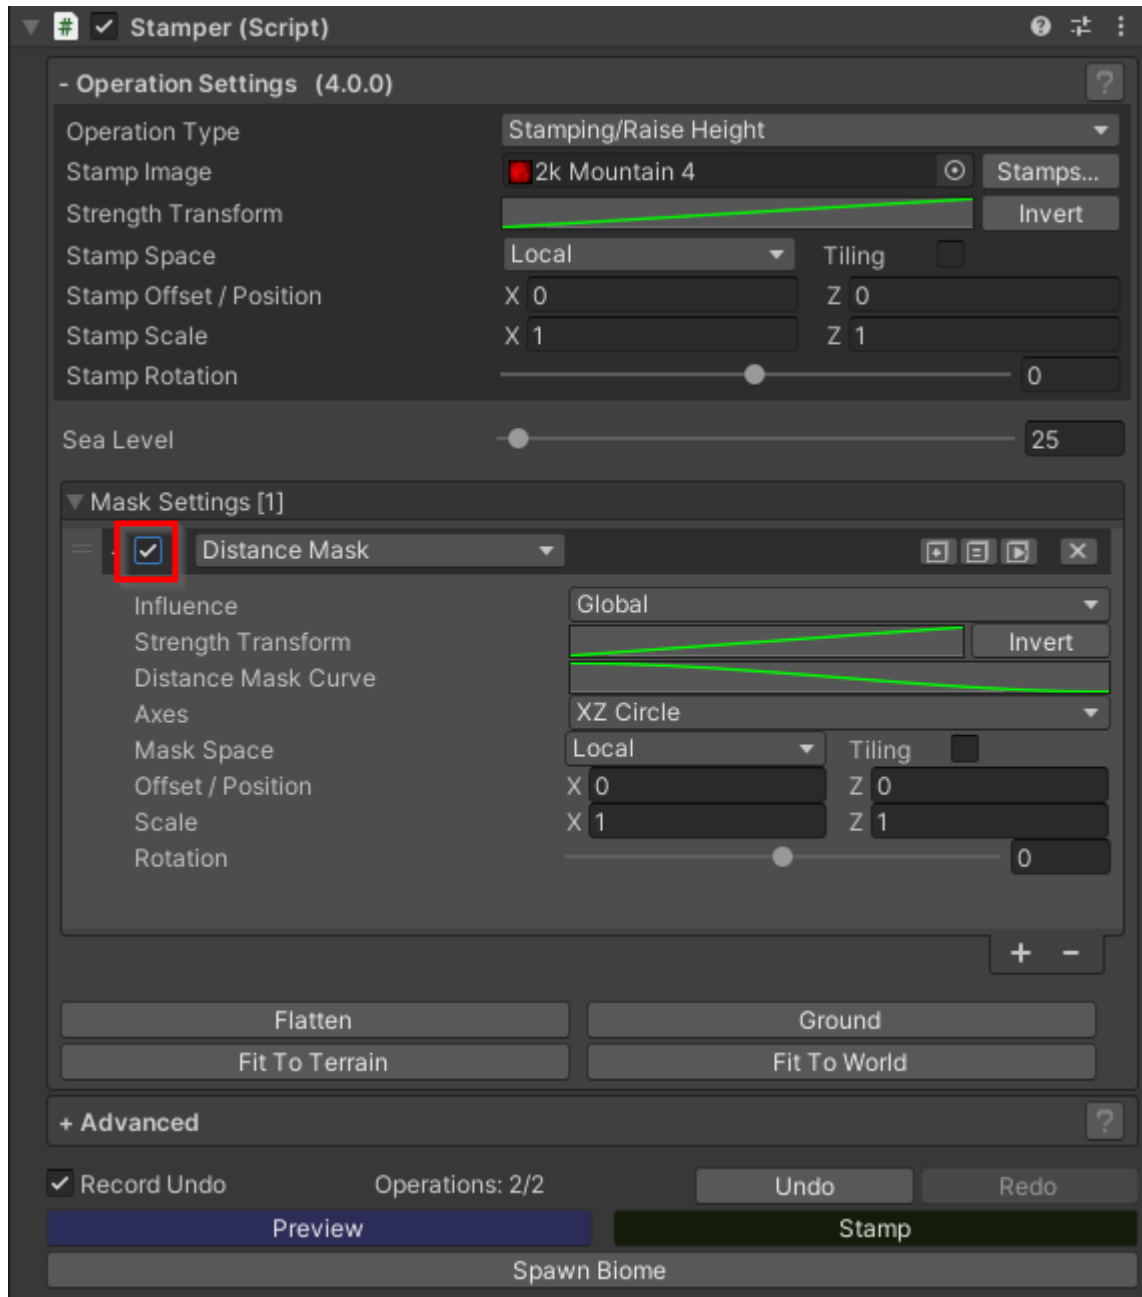 # Stamper (Script)
- Operation Settings (4.0.0) ?
Operation Type Stamping/Raise Height
Stamp Image 2k Mountain 4 Stamps...
Strength Transform Invert
Stamp Space Local Tiling
Stamp Offset / Position X 0 Z 0
Stamp Scale X 1 Z 1
Stamp Rotation 0
Sea Level 25
Mask Settings [1]
Distance Mask
Influence Global
Strength Transform Invert
Distance Mask Curve
Axes XZ Circle
Mask Space Local Tiling
Offset / Position X 0 Z 0
Scale X 1 Z 1
Rotation 0
+ -
Flatten Ground
Fit To Terrain Fit To World
+ Advanced ?
Record Undo Operations: 2/2 Undo Redo
Preview Stamp
Spawn Biome